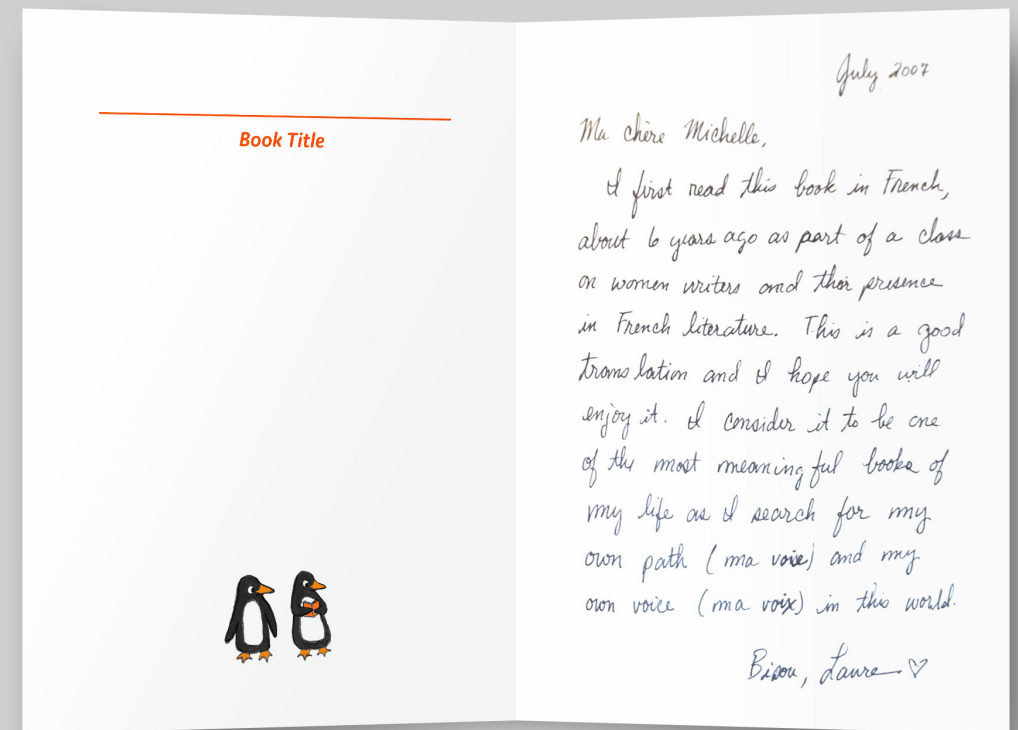 Book Title
July 2007
Ma chère Michelle,
I first read this book in French,
about 6 years ago as part of a class
on women writers and their presence
in French literature. This is a good
translation and I hope you will
enjoy it. I consider it to be one
of the most meaningful books of
my life as I search for my
own path (ma voie) and my
own voice (ma voix) in this world.
Bisou, Laure ♡